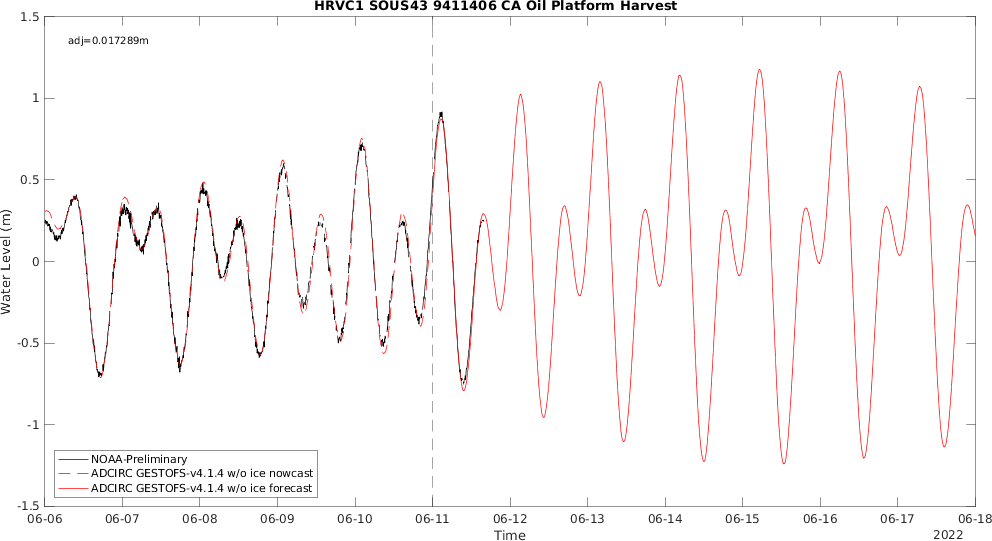 HRVC1 SOUS43 9411406 CA Oil Platform Harvest
adj=0.017289m
1.5
1
0.5
0
-0.5
-1
-1.5
Water Level (m)
NOAA-Preliminary
ADCIRC GESTOFS-v4.1.4 w/o ice nowcast
ADCIRC GESTOFS-v4.1.4 w/o ice forecast
06-06 06-07 06-08 06-09 06-10 06-11 06-12 06-13 06-14 06-15 06-16 06-17 06-18
Time
2022